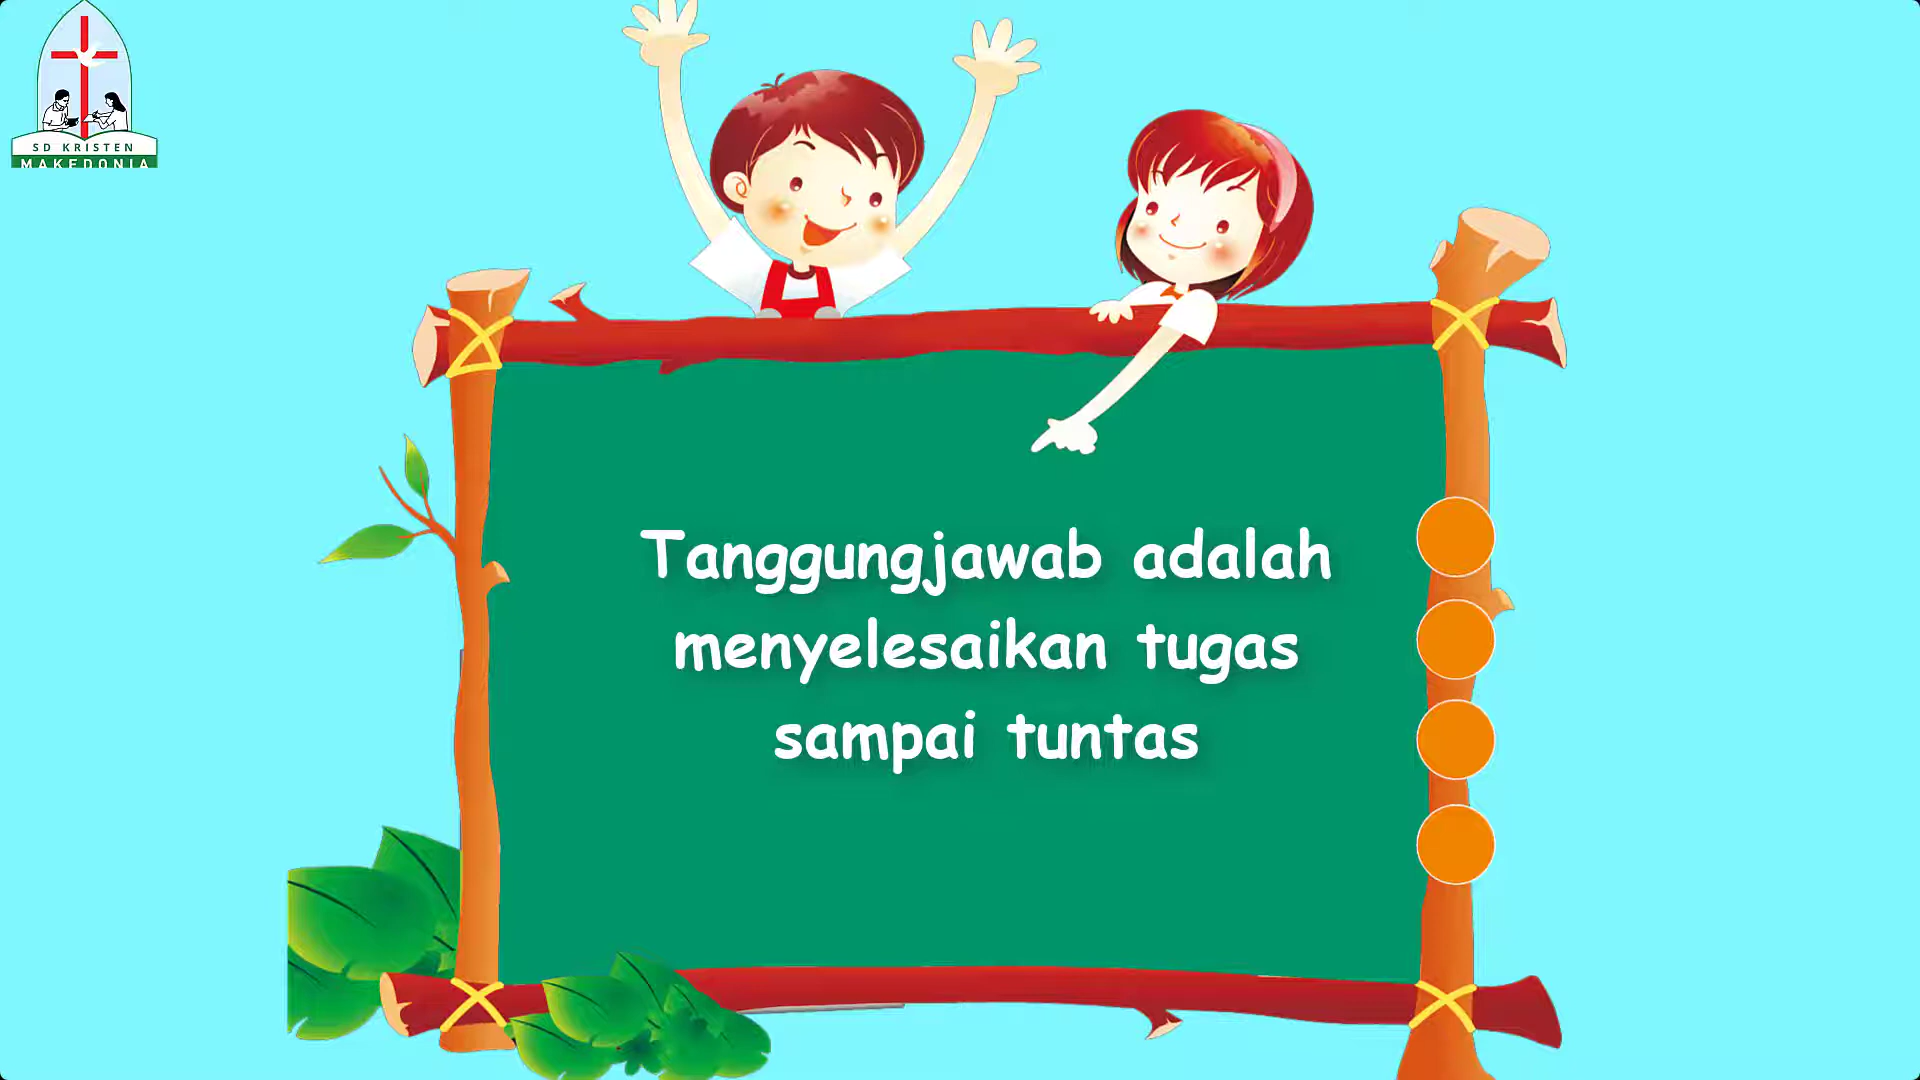 SD KRISTEN
MAKEDONIA
Tanggungjawab adalah
menyelesaikan tugas
sampai tuntas